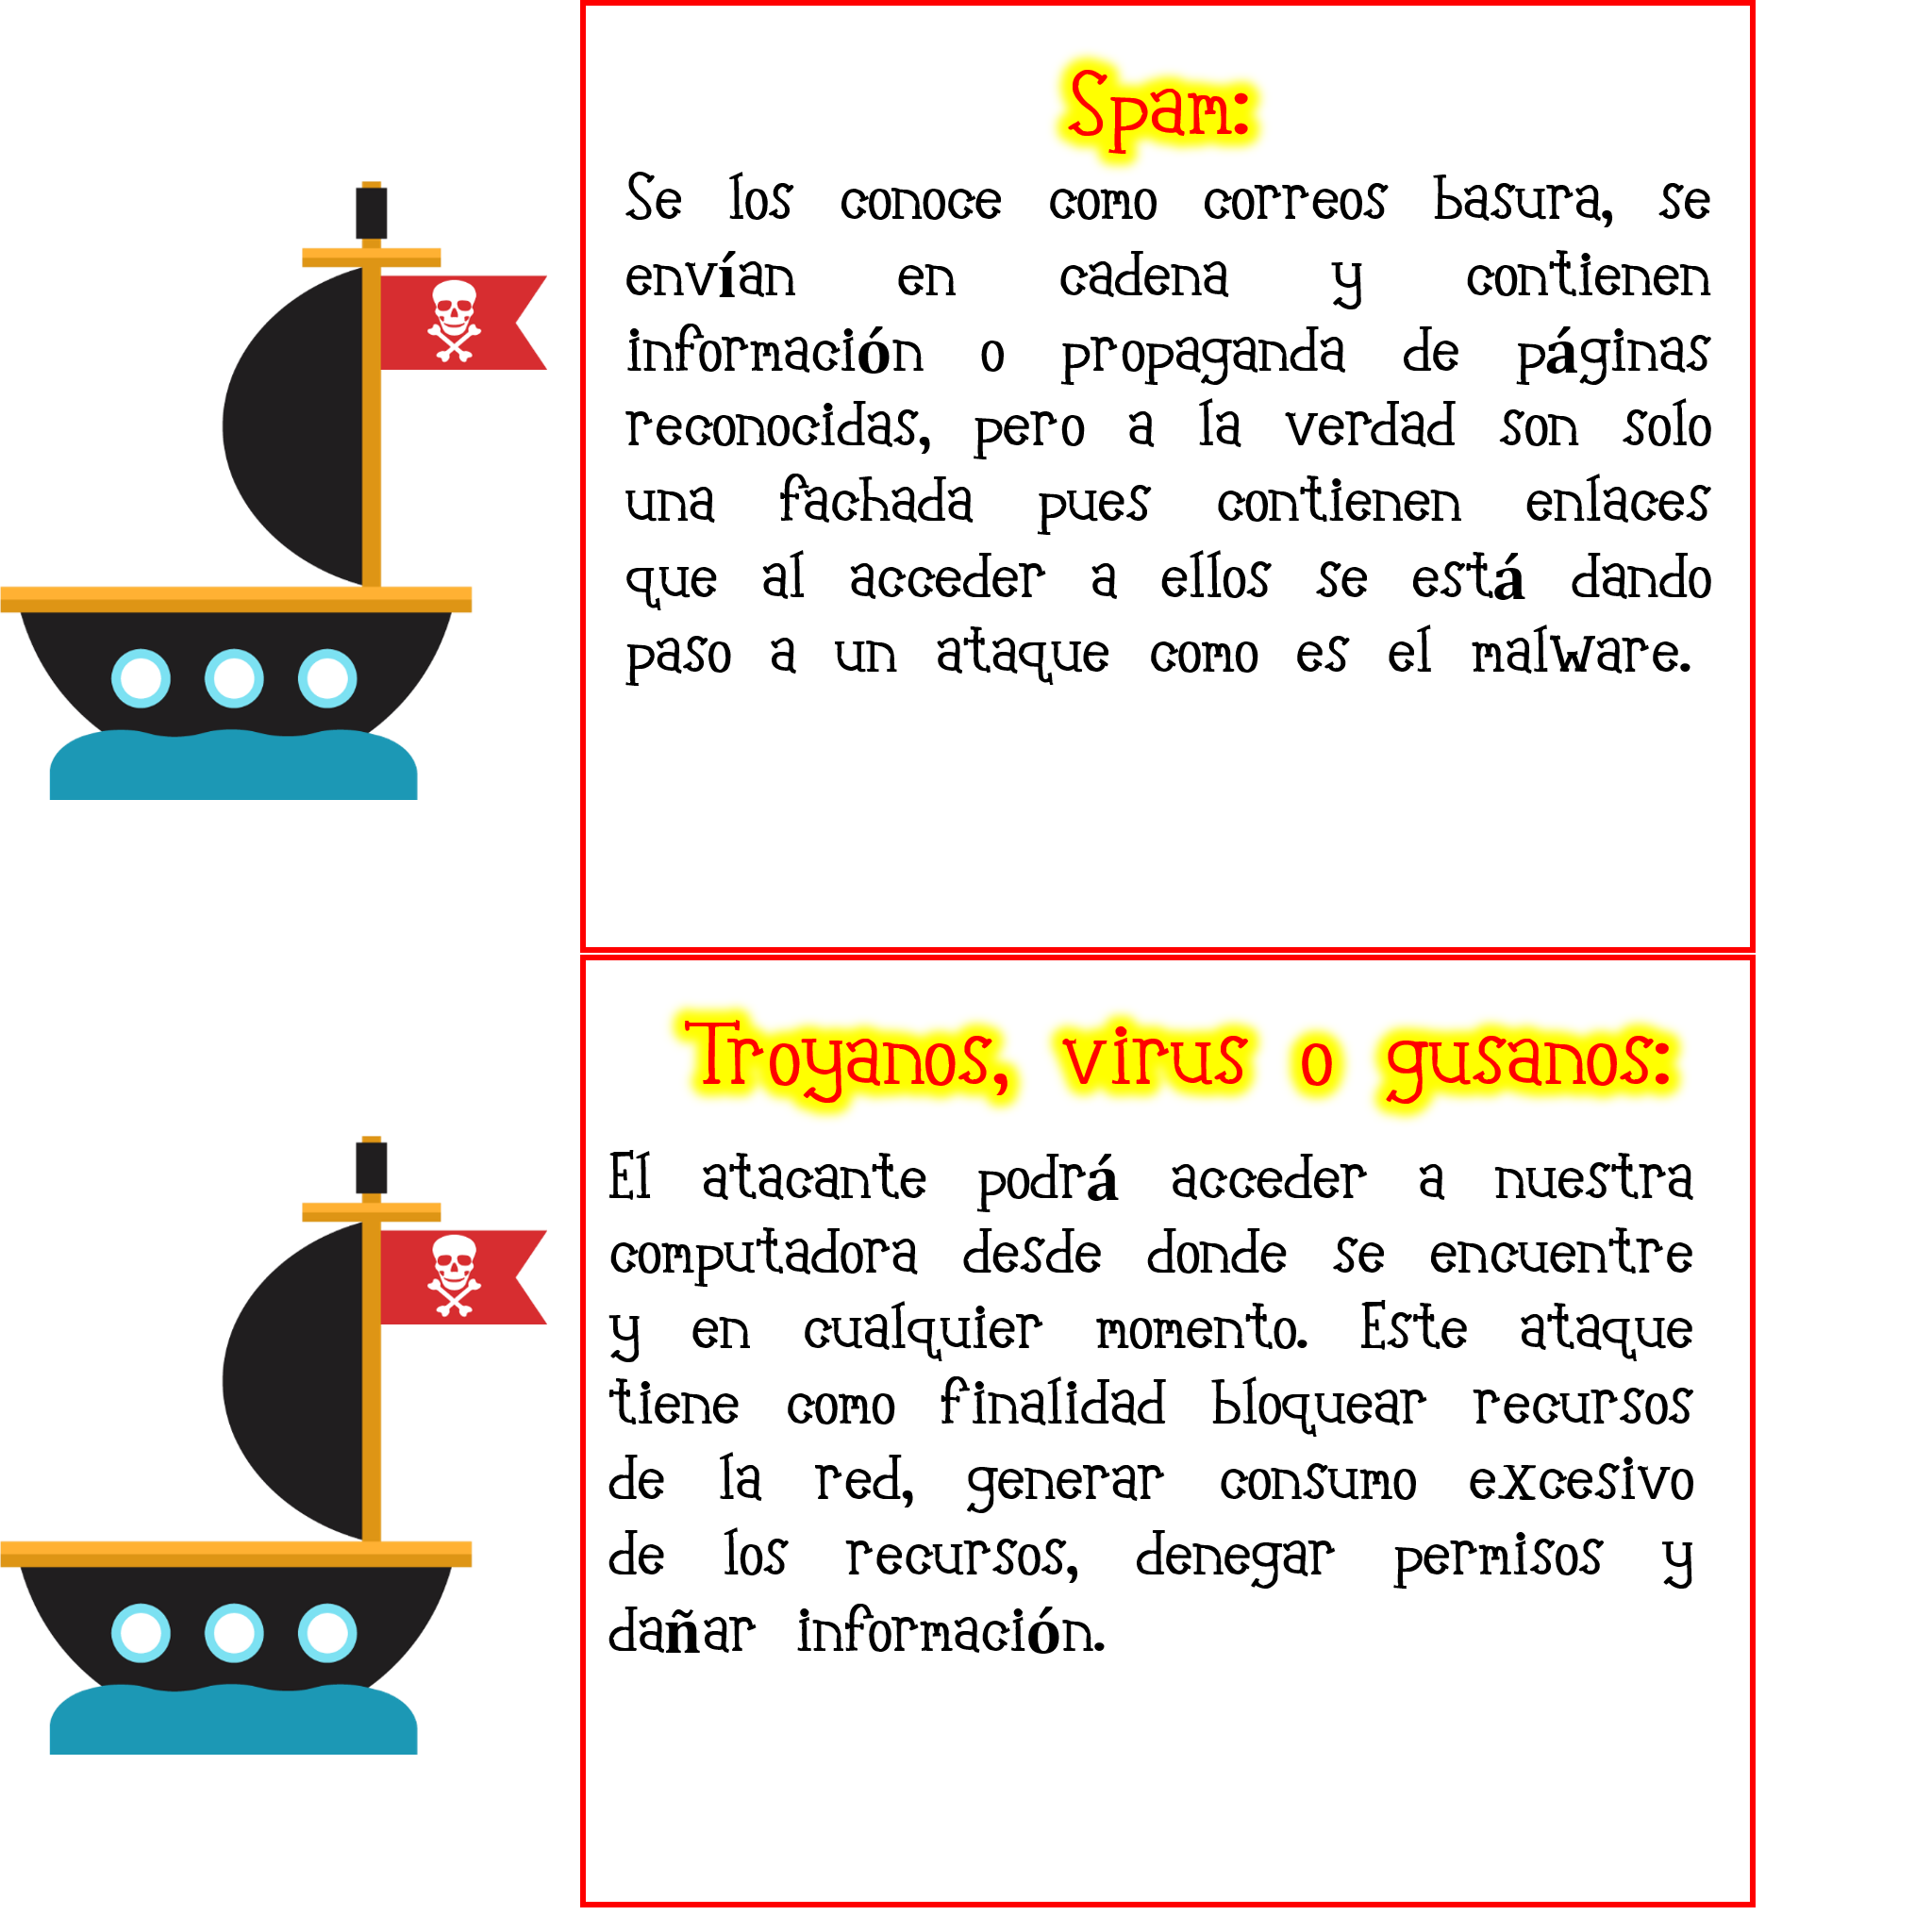 Spam:
Se los conoce como correos basura, se
envían en cadena y contienen
información o propaganda de páginas
reconocidas, pero a la verdad son solo
una fachada pues contienen enlaces
que al acceder a ellos se está dando
paso a un ataque como es el malware.
Troyanos, virus o gusanos:
El atacante podrá acceder a nuestra
computadora desde donde se encuentre
y en cualquier momento. Este ataque
tiene como finalidad bloquear recursos
de la red, generar consumo excesivo
de los recursos, denegar permisos y
dañar información.